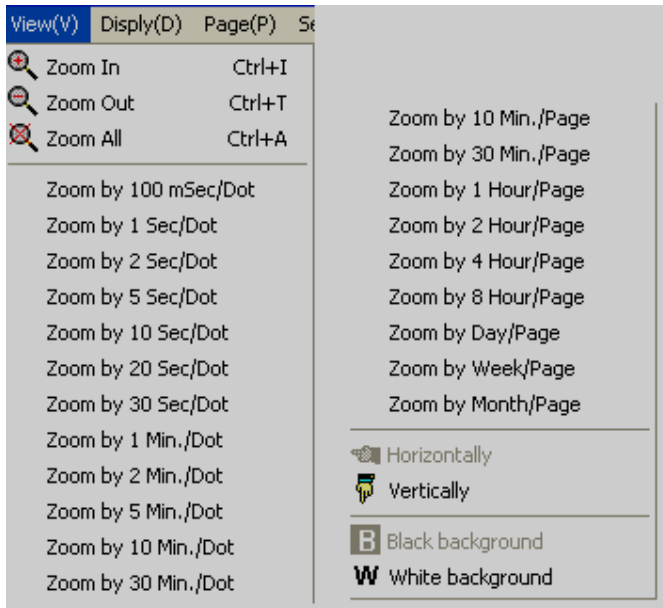 View(V) Disply(D) Page(P)
Zoom In Ctrl+I
Zoom Out Ctrl+T
Zoom All Ctrl+A
Zoom by 100 mSec/Dot
Zoom by 1 Sec/Dot
Zoom by 2 Sec/Dot
Zoom by 5 Sec/Dot
Zoom by 10 Sec/Dot
Zoom by 20 Sec/Dot
Zoom by 30 Sec/Dot
Zoom by 1 Min./Dot
Zoom by 2 Min./Dot
Zoom by 5 Min./Dot
Zoom by 10 Min./Dot
Zoom by 30 Min./Dot
Zoom by 10 Min./Page
Zoom by 30 Min./Page
Zoom by 1 Hour/Page
Zoom by 2 Hour/Page
Zoom by 4 Hour/Page
Zoom by 8 Hour/Page
Zoom by Day/Page
Zoom by Week/Page
Zoom by Month/Page
Horizontally
Vertically
B Black background
W White background